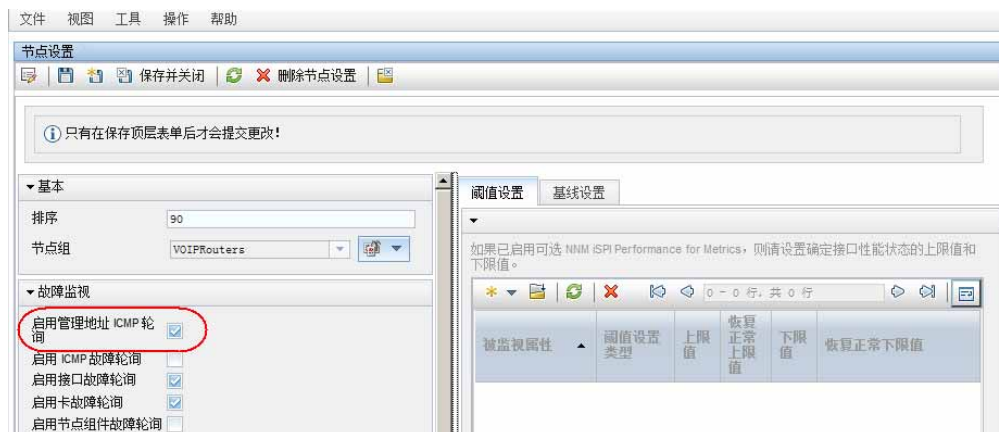 文件 视图 工具 操作 帮助
节点设置
保存并关闭 删除节点设置
只有在保存顶层表单后才会提交更改!
基本
排序 90
节点组 VOIPRouters
故障监视
启用管理地址 ICMP 轮
询
启用 ICMP 故障轮询
启用接口故障轮询
启用卡故障轮询
启用节点组件故障轮询
阈值设置 基线设置
如果已启用可选 NNM iSPI Performance for Metrics，则请设置确定接口性能状态的上限值和
下限值。
0 - 0 行，共 0 行
被监视属性
阈值设置
类型
上限
值
恢复
正常
上限
值
下限
值
恢复正常下限值